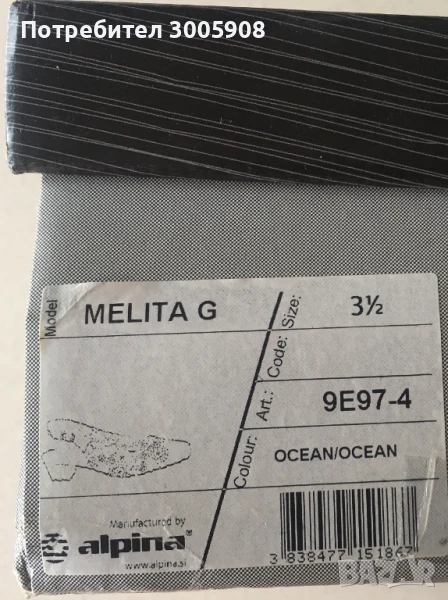 Потребител 3005908
Model
MELITA G
Size:
3½
Code:
Art.:
9E97-4
Colour:
OCEAN/OCEAN
Manufactured by
alpina
www.alpina.si
3 838477 151867
BAZAR